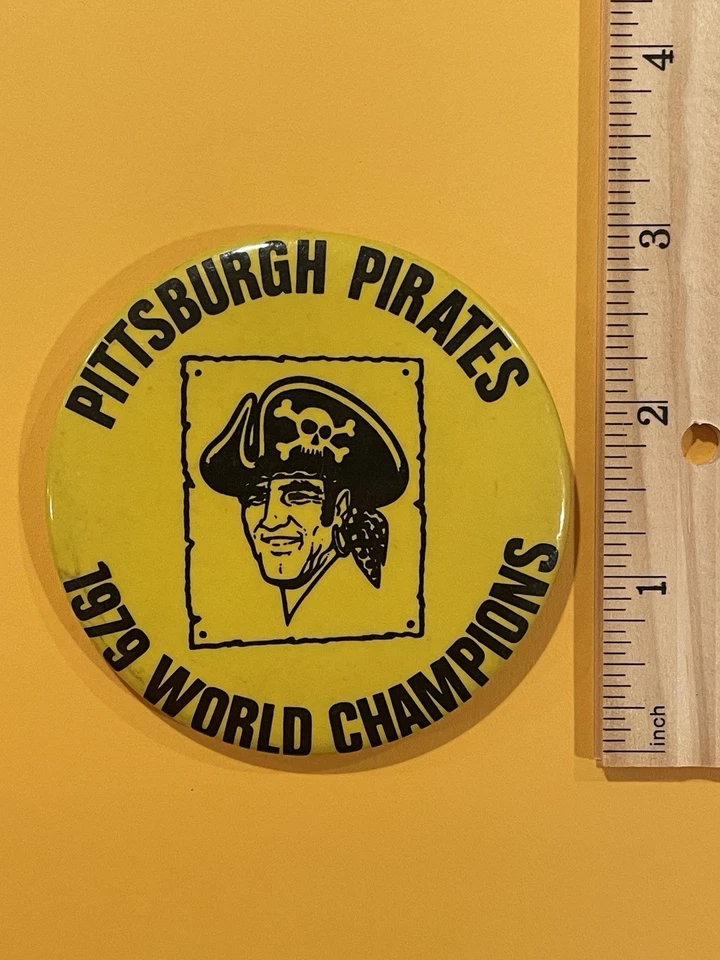 PITTSBURGH PIRATES
1979 WORLD CHAMPIONS
4
3
2
1
inch